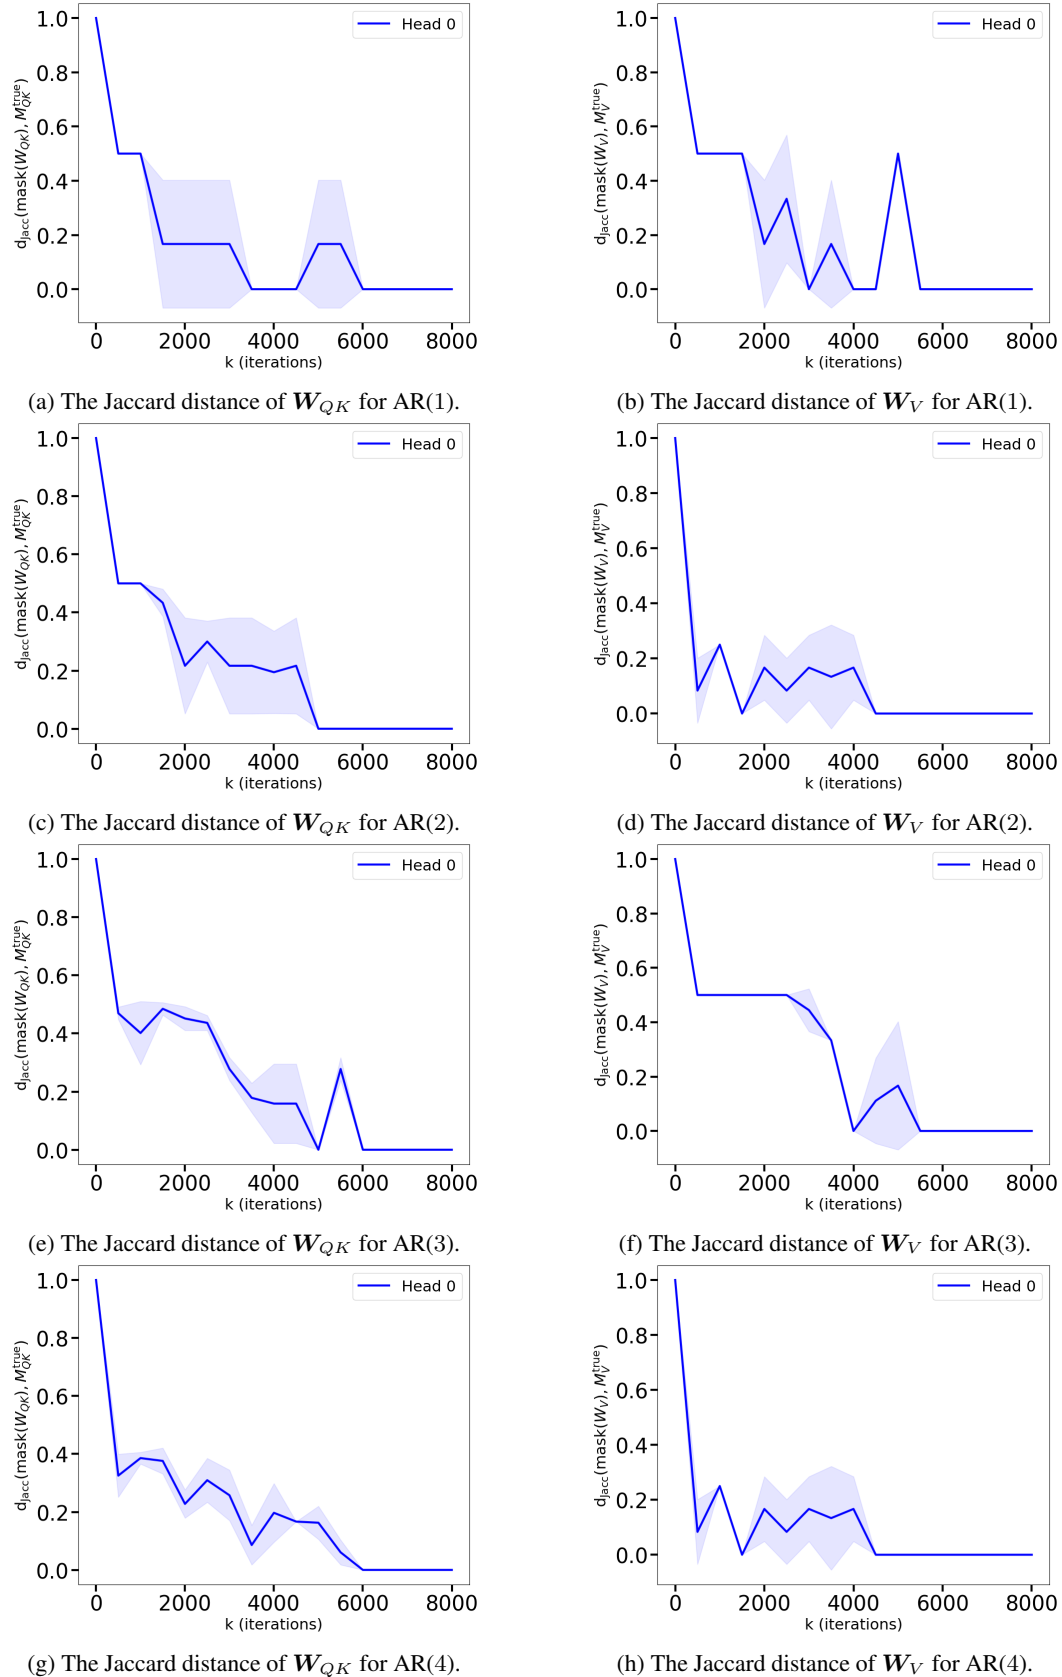 Head 0
1.0
0.8
0.6
0.4
0.2
0.0
d_Jacc(mask(W_QK), M_QK^true)
0 2000 4000 6000 8000
k (iterations)
(a) The Jaccard distance of W_QK for AR(1).
Head 0
1.0
0.8
0.6
0.4
0.2
0.0
d_Jacc(mask(W_V), M_V^true)
0 2000 4000 6000 8000
k (iterations)
(b) The Jaccard distance of W_V for AR(1).
Head 0
1.0
0.8
0.6
0.4
0.2
0.0
d_Jacc(mask(W_QK), M_QK^true)
0 2000 4000 6000 8000
k (iterations)
(c) The Jaccard distance of W_QK for AR(2).
Head 0
1.0
0.8
0.6
0.4
0.2
0.0
d_Jacc(mask(W_V), M_V^true)
0 2000 4000 6000 8000
k (iterations)
(d) The Jaccard distance of W_V for AR(2).
Head 0
1.0
0.8
0.6
0.4
0.2
0.0
d_Jacc(mask(W_QK), M_QK^true)
0 2000 4000 6000 8000
k (iterations)
(e) The Jaccard distance of W_QK for AR(3).
Head 0
1.0
0.8
0.6
0.4
0.2
0.0
d_Jacc(mask(W_V), M_V^true)
0 2000 4000 6000 8000
k (iterations)
(f) The Jaccard distance of W_V for AR(3).
Head 0
1.0
0.8
0.6
0.4
0.2
0.0
d_Jacc(mask(W_QK), M_QK^true)
0 2000 4000 6000 8000
k (iterations)
(g) The Jaccard distance of W_QK for AR(4).
Head 0
1.0
0.8
0.6
0.4
0.2
0.0
d_Jacc(mask(W_V), M_V^true)
0 2000 4000 6000 8000
k (iterations)
(h) The Jaccard distance of W_V for AR(4).